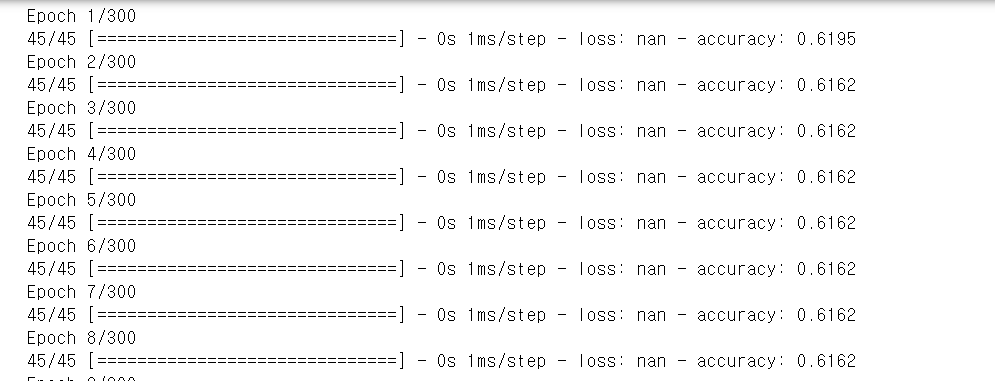 Epoch 1/300
45/45 [==============================] - 0s 1ms/step - loss: nan - accuracy: 0.6195
Epoch 2/300
45/45 [==============================] - 0s 1ms/step - loss: nan - accuracy: 0.6162
Epoch 3/300
45/45 [==============================] - 0s 1ms/step - loss: nan - accuracy: 0.6162
Epoch 4/300
45/45 [==============================] - 0s 1ms/step - loss: nan - accuracy: 0.6162
Epoch 5/300
45/45 [==============================] - 0s 1ms/step - loss: nan - accuracy: 0.6162
Epoch 6/300
45/45 [==============================] - 0s 1ms/step - loss: nan - accuracy: 0.6162
Epoch 7/300
45/45 [==============================] - 0s 1ms/step - loss: nan - accuracy: 0.6162
Epoch 8/300
45/45 [==============================] - 0s 1ms/step - loss: nan - accuracy: 0.6162